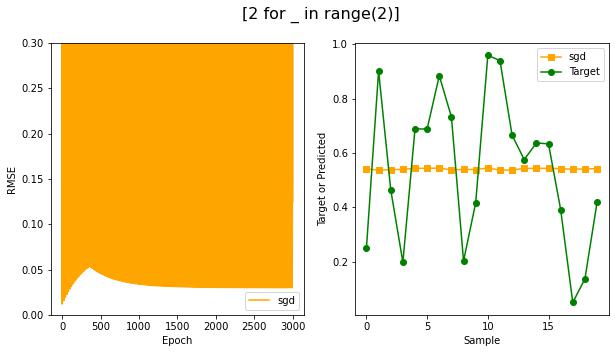 [2 for _ in range(2)]
0.30
0.25
0.20
0.15
0.10
0.05
0.00
RMSE
0 500 1000 1500 2000 2500 3000
Epoch
sgd
1.0
0.8
0.6
0.4
0.2
Target or Predicted
0 5 10 15
Sample
sgd
Target